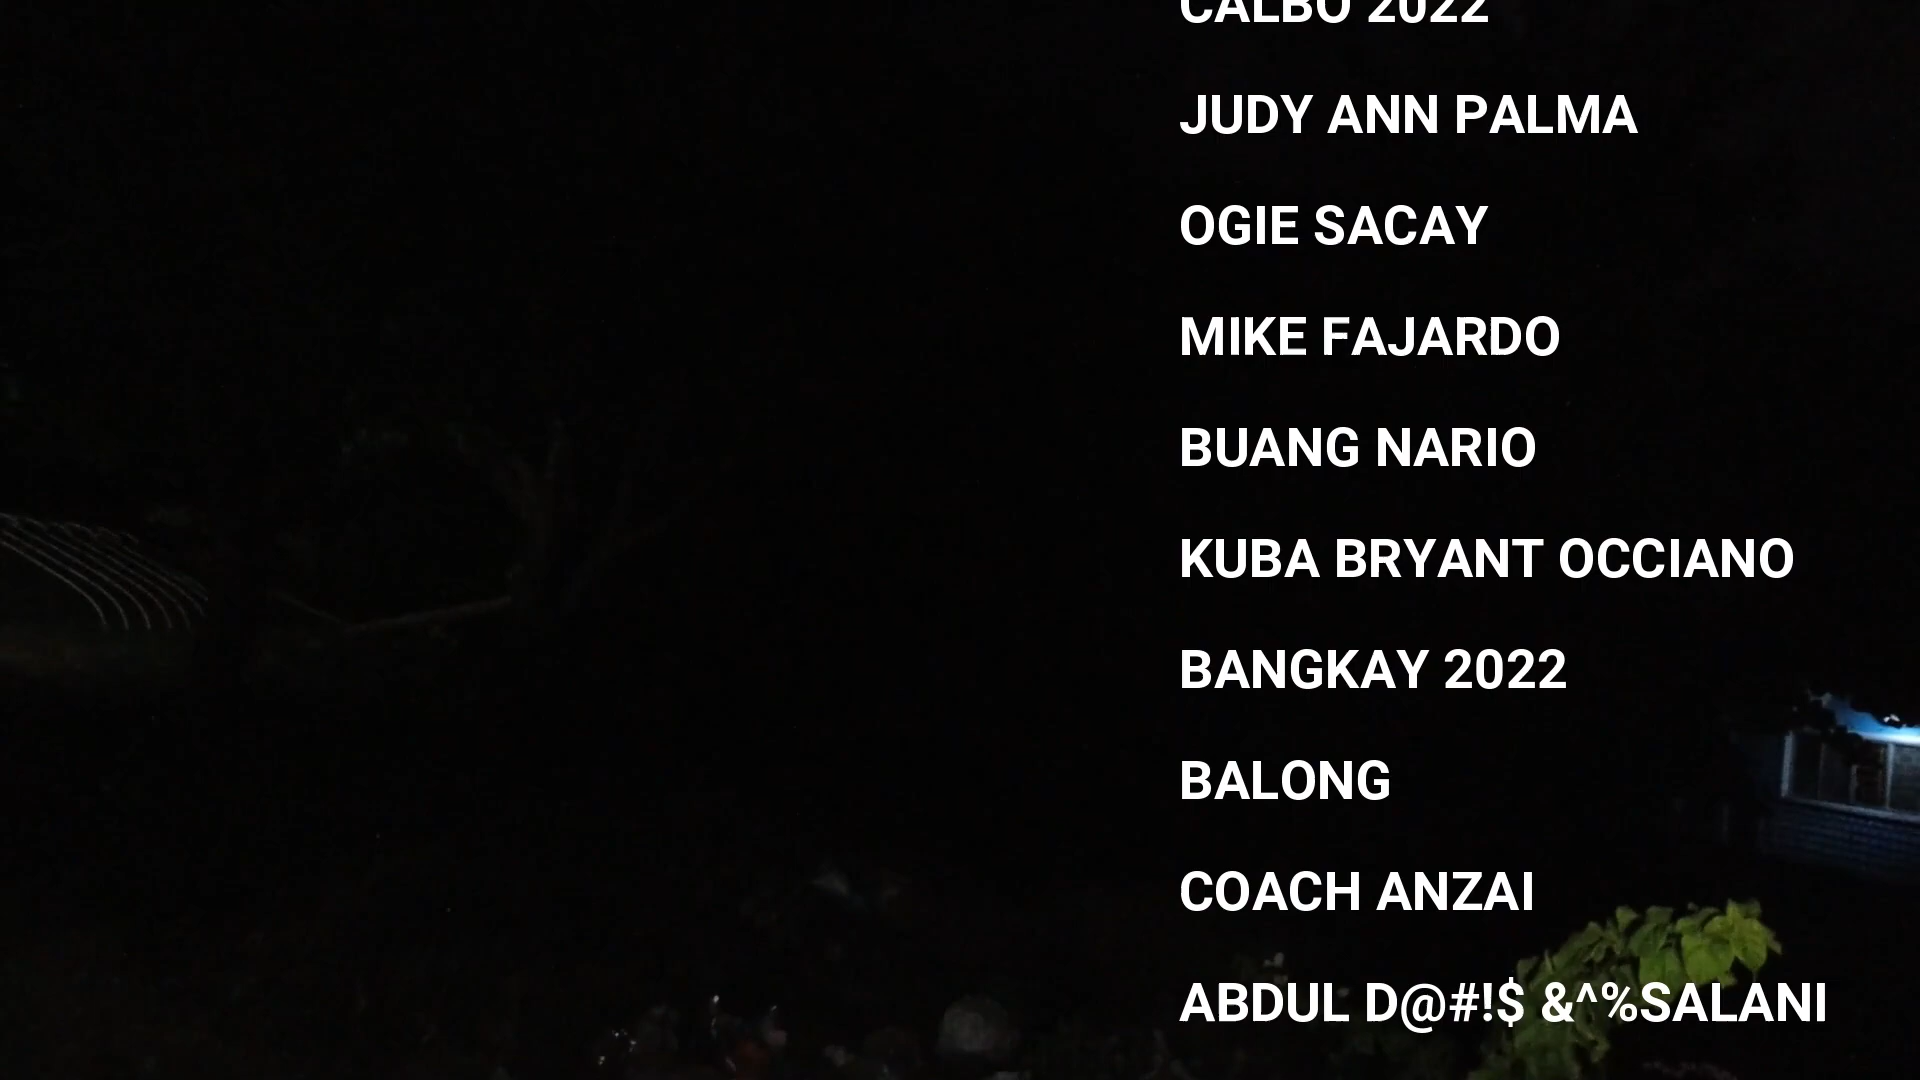 CALBO 2022
JUDY ANN PALMA
OGIE SACAY
MIKE FAJARDO
BUANG NARIO
KUBA BRYANT OCCIANO
BANGKAY 2022
BALONG
COACH ANZAI
ABDUL D@#!$ &^%SALANI